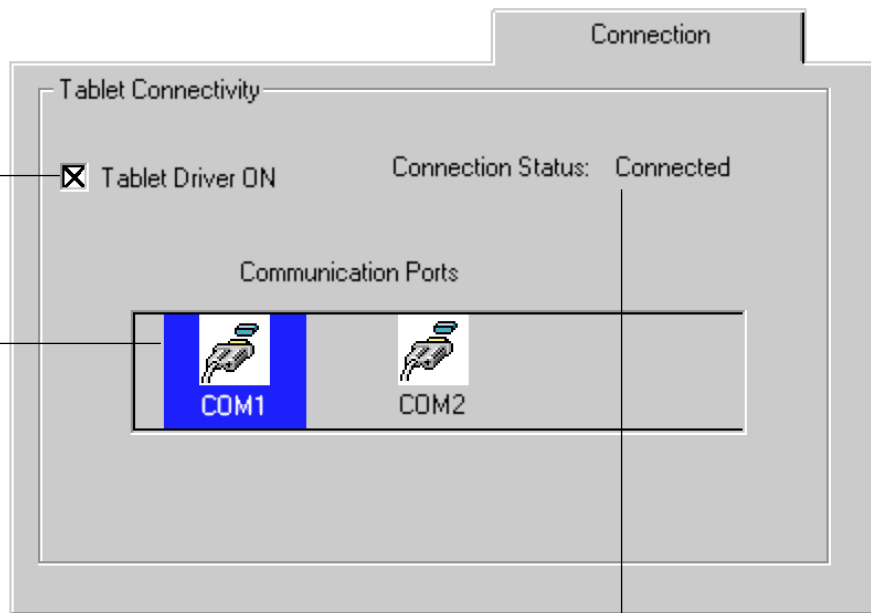 Connection
Tablet Connectivity
Tablet Driver ON
Connection Status: Connected
Communication Ports
COM1 COM2